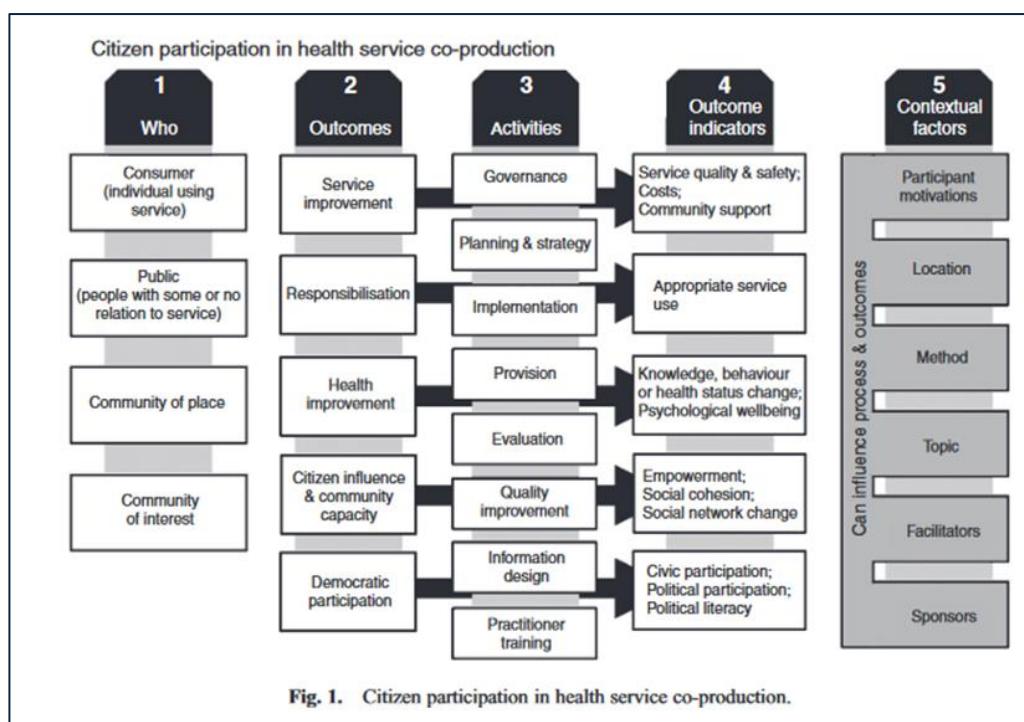 Citizen participation in health service co-production
1
Who
Consumer
(individual using
service)
Public
(people with some or no
relation to service)
Community of place
Community
of interest
2
Outcomes
Service
improvement
Responsibilisation
Health
improvement
Citizen influence
& community
capacity
Democratic
participation
3
Activities
Governance
Planning & strategy
Implementation
Provision
Evaluation
Quality
improvement
Information
design
Practitioner
training
4
Outcome
indicators
Service quality & safety;
Costs;
Community support
Appropriate service
use
Knowledge, behaviour
or health status change;
Psychological wellbeing
Empowerment;
Social cohesion;
Social network change
Civic participation;
Political participation;
Political literacy
5
Contextual
factors
Can influence process & outcomes
Participant
motivations
Location
Method
Topic
Facilitators
Sponsors
Fig. 1. Citizen participation in health service co-production.